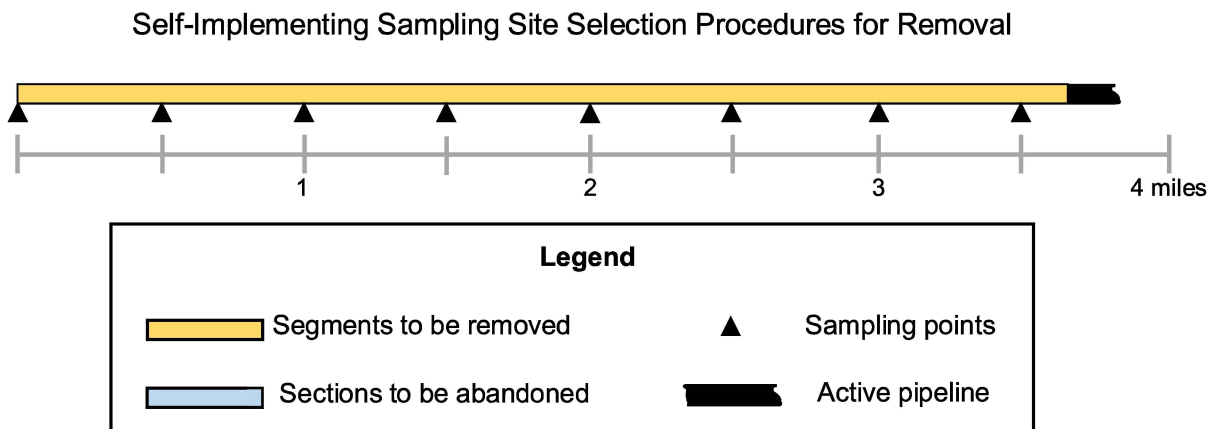 Self-Implementing Sampling Site Selection Procedures for Removal
1 2 3 4 miles
Legend
Segments to be removed Sampling points
Sections to be abandoned Active pipeline